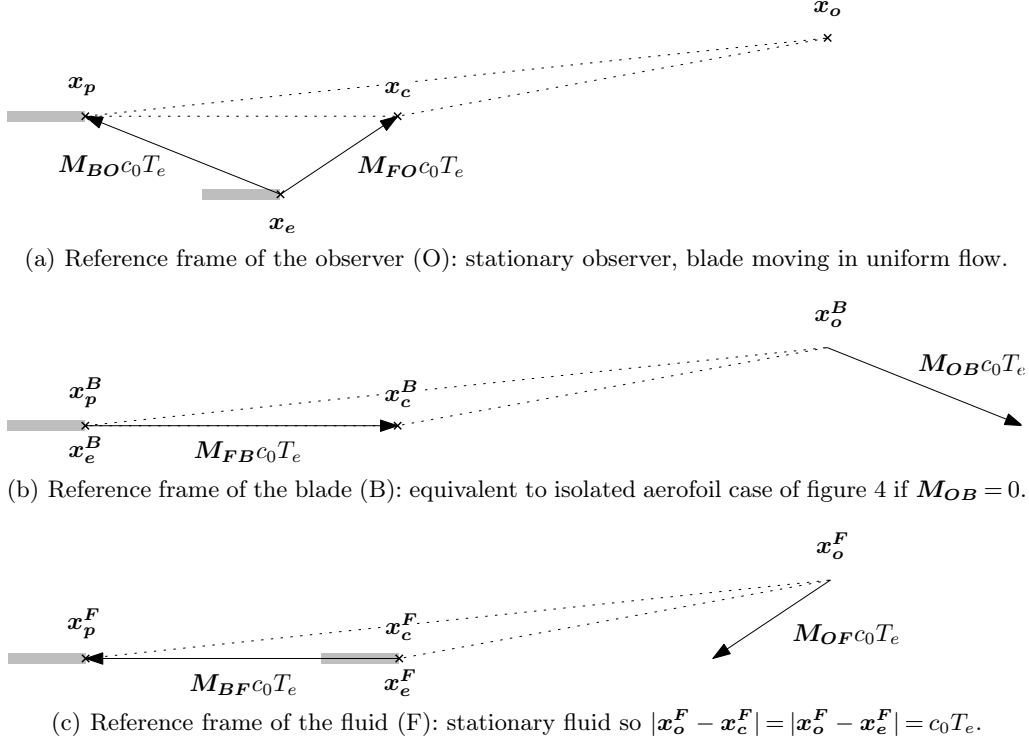 x_o
x_p x_c
M_BO c_0 T_e M_FO c_0 T_e
x_e
(a) Reference frame of the observer (O): stationary observer, blade moving in uniform flow.
x_o^B
M_OB c_0 T_e
x_p^B x_c^B
x_e^B M_FB c_0 T_e
(b) Reference frame of the blade (B): equivalent to isolated aerofoil case of figure 4 if M_OB = 0.
x_o^F
x_p^F x_c^F M_OF c_0 T_e
M_BF c_0 T_e x_e^F
(c) Reference frame of the fluid (F): stationary fluid so |x_o^F − x_c^F| = |x_o^F − x_e^F| = c_0 T_e.